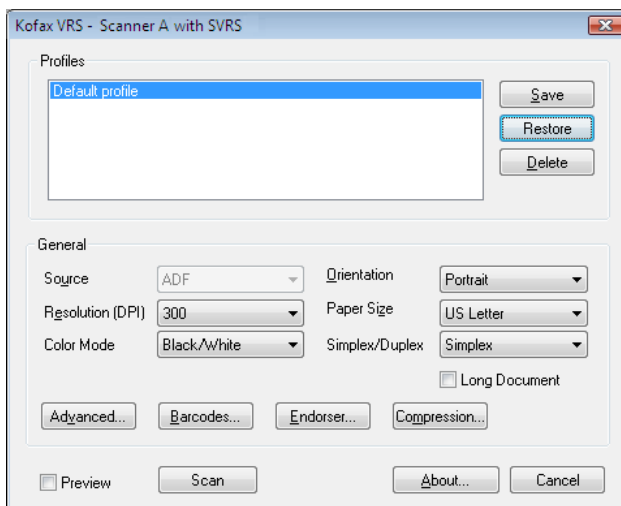 Kofax VRS - Scanner A with SVRS
Profiles
Default profile
Save
Restore
Delete
General
Source ADF Orientation Portrait
Resolution (DPI) 300 Paper Size US Letter
Color Mode Black/White Simplex/Duplex Simplex
Long Document
Advanced... Barcodes... Endorser... Compression...
Preview Scan About... Cancel